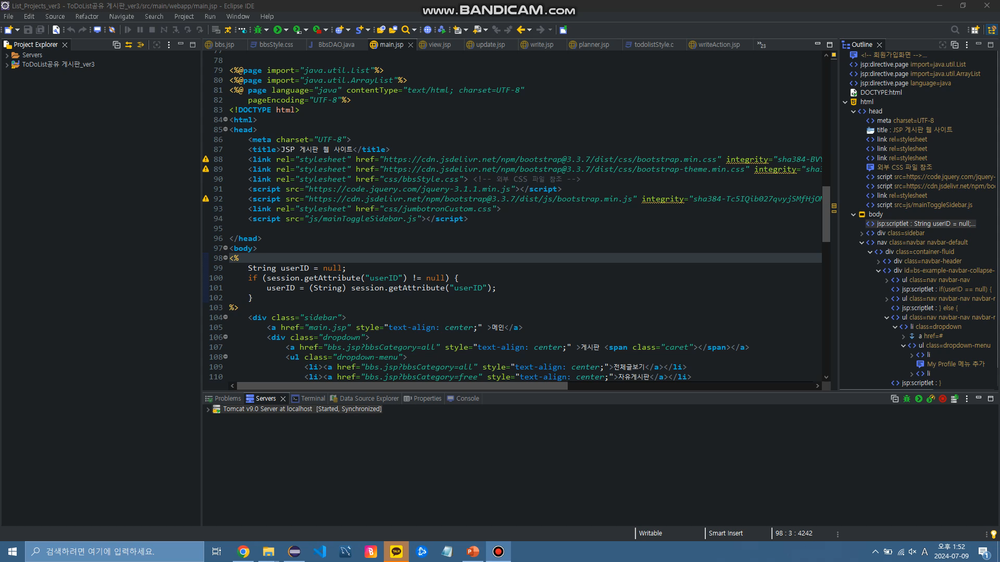 List_Projects_ver3 - ToDoList공유 게시판_ver3/src/main/webapp/main.jsp - Eclipse IDE
www.BANDICAM.com
File Edit Source Refactor Navigate Search Project Run Window Help
Project Explorer
Servers
ToDoList공유 게시판_ver3
bbs.jsp bbsStyle.css BbsDAO.java main.jsp view.jsp update.jsp write.jsp planner.jsp todolistStyle.c writeAction.jsp »23
77
78
79 <%@page import="java.util.List"%>
80 <%@page import="java.util.ArrayList"%>
81 <%@ page language="java" contentType="text/html; charset=UTF-8"
82 pageEncoding="UTF-8"%>
83 <!DOCTYPE html>
84 <html>
85 <head>
86 <meta charset="UTF-8">
87 <title>JSP 게시판 웹 사이트</title>
88 <link rel="stylesheet" href="https://cdn.jsdelivr.net/npm/bootstrap@3.3.7/dist/css/bootstrap.min.css" integrity="sha384-BVY
89 <link rel="stylesheet" href="https://cdn.jsdelivr.net/npm/bootstrap@3.3.7/dist/css/bootstrap-theme.min.css" integrity="sha3
90 <link rel="stylesheet" href="css/bbsStyle.css"> <!-- 외부 CSS 파일 참조 -->
91 <script src="https://code.jquery.com/jquery-3.1.1.min.js"></script>
92 <script src="https://cdn.jsdelivr.net/npm/bootstrap@3.3.7/dist/js/bootstrap.min.js" integrity="sha384-Tc5IQib027qvyjSMfHjOM
93 <link rel="stylesheet" href="css/jumbotronCustom.css">
94 <script src="js/mainToggleSidebar.js"></script>
95
96 </head>
97 <body>
98 <%
99 String userID = null;
100 if (session.getAttribute("userID") != null) {
101 userID = (String) session.getAttribute("userID");
102 }
103 %>
104 <div class="sidebar">
105 <a href="main.jsp" style="text-align: center;" >메인</a>
106 <div class="dropdown">
107 <a href="bbs.jsp?bbsCategory=all" style="text-align: center;" >게시판 <span class="caret"></span></a>
108 <ul class="dropdown-menu">
109 <li><a href="bbs.jsp?bbsCategory=all" style="text-align: center;">전체글보기</a></li>
110 <li><a href="bbs.jsp?bbsCategory=free" style="text-align: center;">자유게시판</a></li>
Outline
<!-- 회원가입화면 -->...
jsp:directive.page import=java.util.List
jsp:directive.page import=java.util.ArrayList
jsp:directive.page language=java
DOCTYPE:html
html
head
meta charset=UTF-8
title : JSP 게시판 웹 사이트
link rel=stylesheet
link rel=stylesheet
link rel=stylesheet
외부 CSS 파일 참조
script src=https://code.jquery.com/jquery-
script src=https://cdn.jsdelivr.net/npm/bo
link rel=stylesheet
script src=js/mainToggleSidebar.js
body
jsp:scriptlet : String userID = null;...
div class=sidebar
nav class=navbar navbar-default
div class=container-fluid
div class=navbar-header
div id=bs-example-navbar-collapse-
ul class=nav navbar-nav
jsp:scriptlet : if(userID == null) {
ul class=nav navbar-nav navbar-r
jsp:scriptlet : } else {
ul class=nav navbar-nav navbar-r
li class=dropdown
a href=#
ul class=dropdown-menu
li
My Profile 메뉴 추가
li
jsp:scriptlet : }
Problems Servers Terminal Data Source Explorer Properties Console
Tomcat v9.0 Server at localhost [Started, Synchronized]
Writable Smart Insert 98 : 3 : 4242
검색하려면 여기에 입력하세요.
TALK
A
오후 1:52
2024-07-09
1